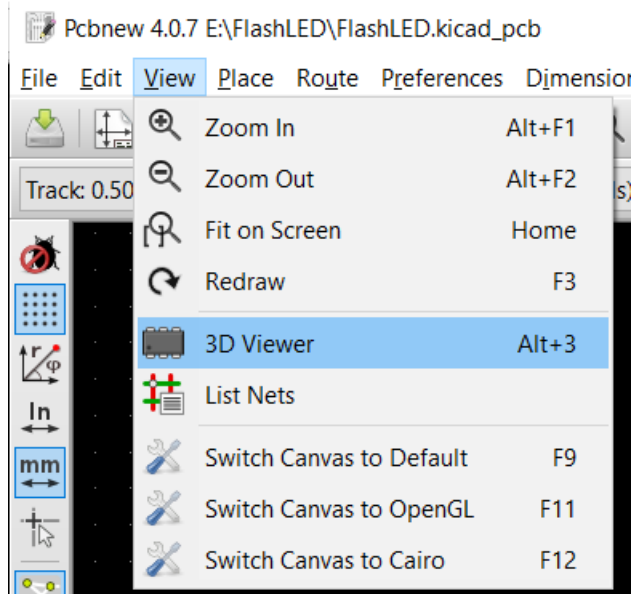 Pcbnew 4.0.7 E:\FlashLED\FlashLED.kicad_pcb
File Edit View Place Route Preferences Dimension
Track: 0.50 ls)
Zoom In Alt+F1
Zoom Out Alt+F2
Fit on Screen Home
Redraw F3
3D Viewer Alt+3
List Nets
Switch Canvas to Default F9
Switch Canvas to OpenGL F11
Switch Canvas to Cairo F12
r φ
In
mm